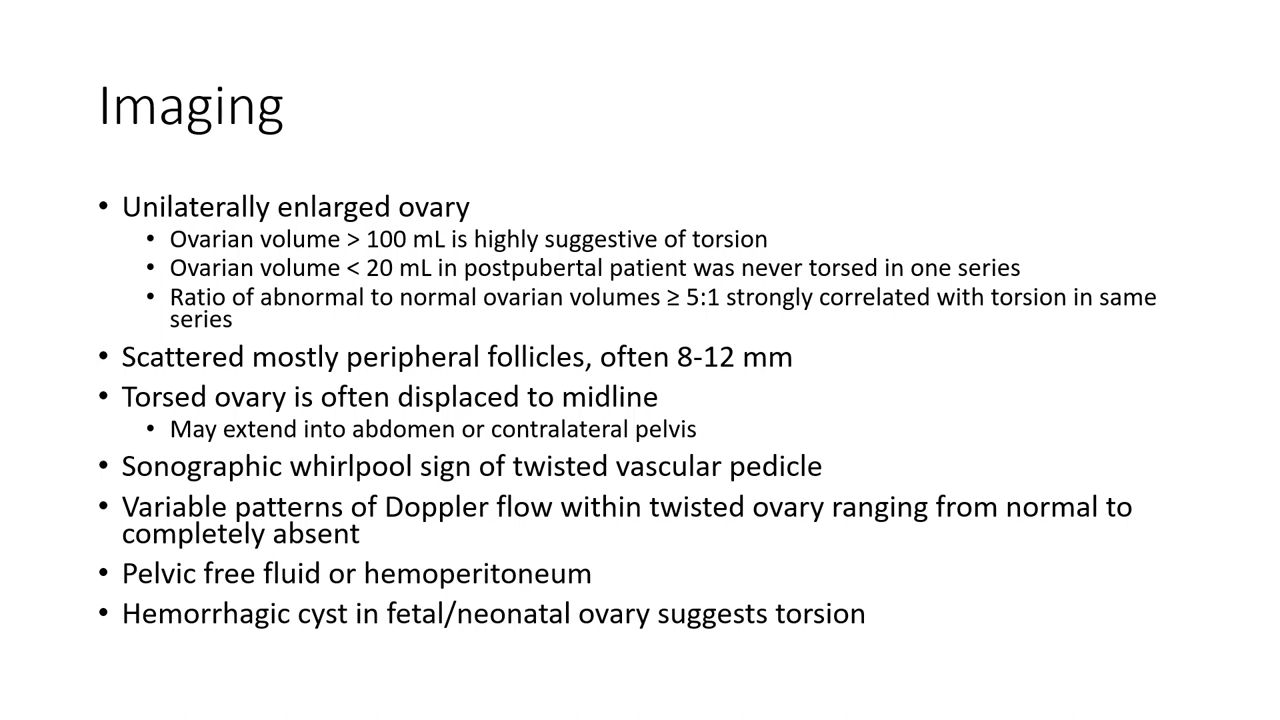 Imaging
• Unilaterally enlarged ovary
• Ovarian volume > 100 mL is highly suggestive of torsion
• Ovarian volume < 20 mL in postpubertal patient was never torsed in one series
• Ratio of abnormal to normal ovarian volumes ≥ 5:1 strongly correlated with torsion in same
series
• Scattered mostly peripheral follicles, often 8-12 mm
• Torsed ovary is often displaced to midline
• May extend into abdomen or contralateral pelvis
• Sonographic whirlpool sign of twisted vascular pedicle
• Variable patterns of Doppler flow within twisted ovary ranging from normal to
completely absent
• Pelvic free fluid or hemoperitoneum
• Hemorrhagic cyst in fetal/neonatal ovary suggests torsion